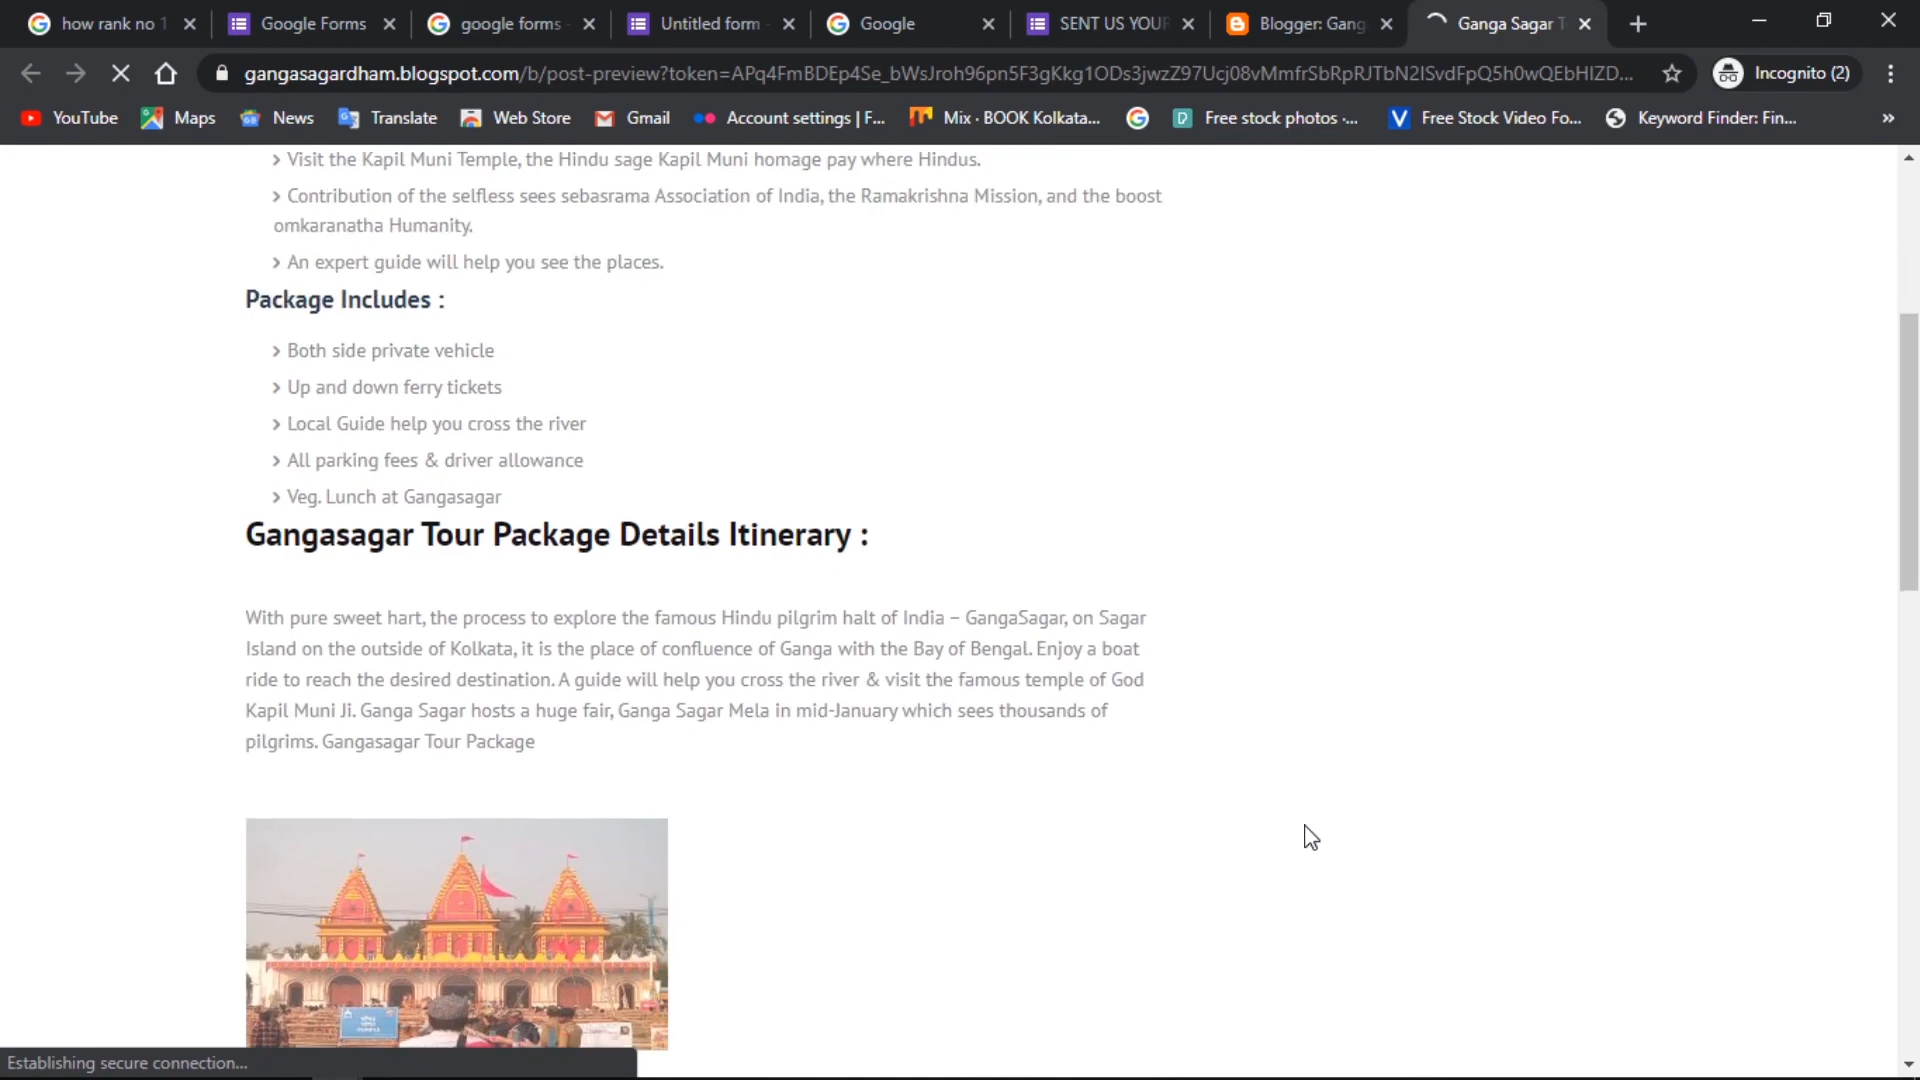 how rank no 1
Google Forms
google forms -
Untitled form -
Google
SENT US YOUR
Blogger: Gang
Ganga Sagar T
gangasagardham.blogspot.com/b/post-preview?token=APq4FmBDEp4Se_bWsJroh96pn5F3gKkg1ODs3jwzZ97Ucj08vMmfrSbRpRJTbN2ISvdFpQ5h0wQEbHIZD...
Incognito (2)
YouTube
Maps
News
Translate
Web Store
Gmail
Account settings | F...
Mix · BOOK Kolkata...
Free stock photos ·...
Free Stock Video Fo...
Keyword Finder: Fin...
»
> Visit the Kapil Muni Temple, the Hindu sage Kapil Muni homage pay where Hindus.
> Contribution of the selfless sees sebasrama Association of India, the Ramakrishna Mission, and the boost
omkaranatha Humanity.
> An expert guide will help you see the places.
Package Includes :
> Both side private vehicle
> Up and down ferry tickets
> Local Guide help you cross the river
> All parking fees & driver allowance
> Veg. Lunch at Gangasagar
Gangasagar Tour Package Details Itinerary :
With pure sweet hart, the process to explore the famous Hindu pilgrim halt of India – GangaSagar, on Sagar
Island on the outside of Kolkata, it is the place of confluence of Ganga with the Bay of Bengal. Enjoy a boat
ride to reach the desired destination. A guide will help you cross the river & visit the famous temple of God
Kapil Muni Ji. Ganga Sagar hosts a huge fair, Ganga Sagar Mela in mid-January which sees thousands of
pilgrims. Gangasagar Tour Package
Establishing secure connection...